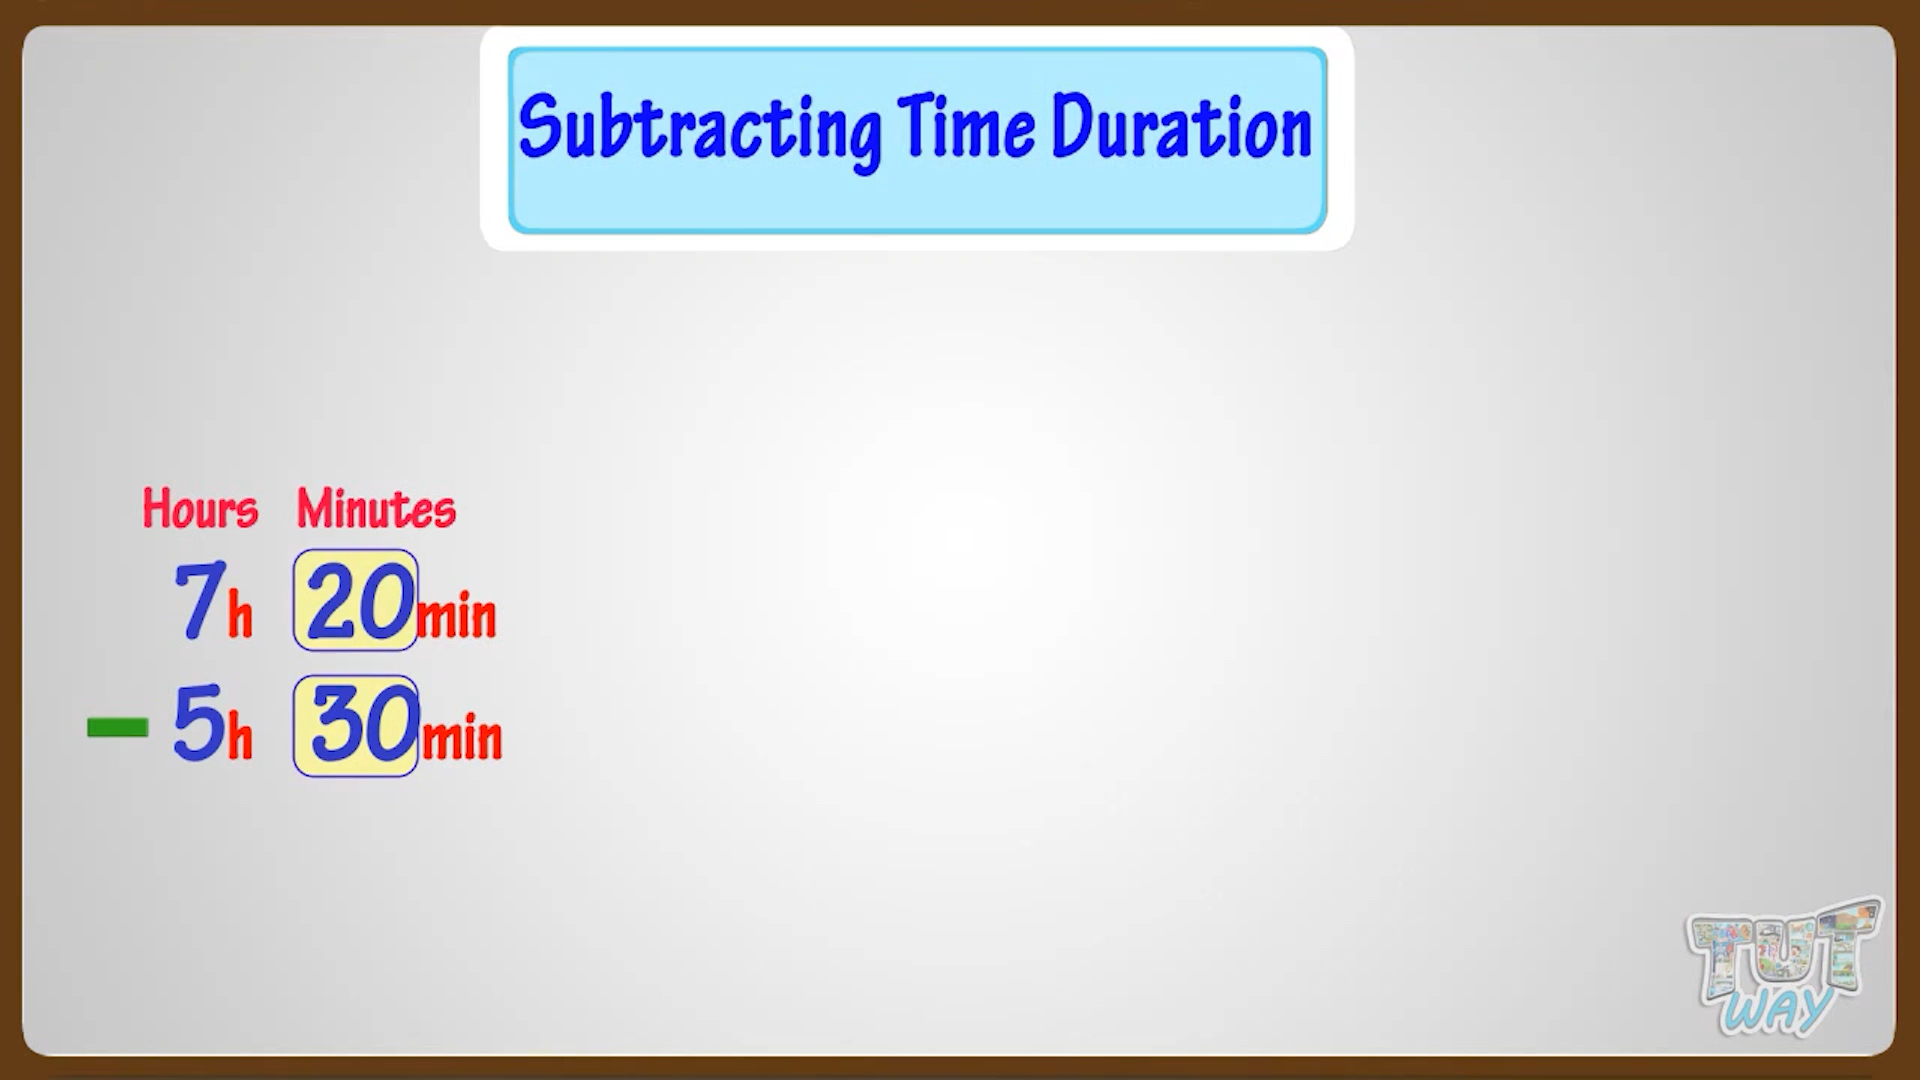 Subtracting Time Duration
Hours Minutes
7h 20min
- 5h 30min
TUT
WAY